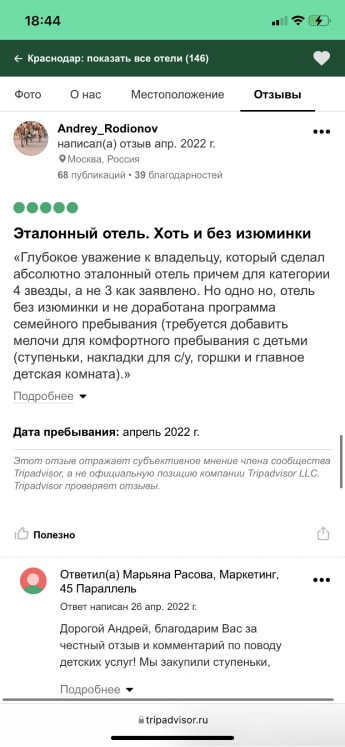 18:44
← Краснодар: показать все отели (146)
Фото О нас Местоположение Отзывы
Andrey_Rodionov
написал(а) отзыв апр. 2022 г.
Москва, Россия
68 публикаций • 39 благодарностей
Эталонный отель. Хоть и без изюминки
«Глубокое уважение к владельцу, который сделал
абсолютно эталонный отель причем для категории
4 звезды, а не 3 как заявлено. Но одно но, отель
без изюминки и не доработана программа
семейного пребывания (требуется добавить
мелочи для комфортного пребывания с детьми
(ступеньки, накладки для с/у, горшки и главное
детская комната).»
Подробнее
Дата пребывания: апрель 2022 г.
Этот отзыв отражает субъективное мнение члена сообщества
Tripadvisor, а не официальную позицию компании Tripadvisor LLC.
Tripadvisor проверяет отзывы.
Полезно
Ответил(а) Марьяна Расова, Маркетинг,
45 Параллель
Ответ написан 26 апр. 2022 г.
Дорогой Андрей, благодарим Вас за
честный отзыв и комментарий по поводу
детских услуг! Мы закупили ступеньки,
Подробнее
tripadvisor.ru